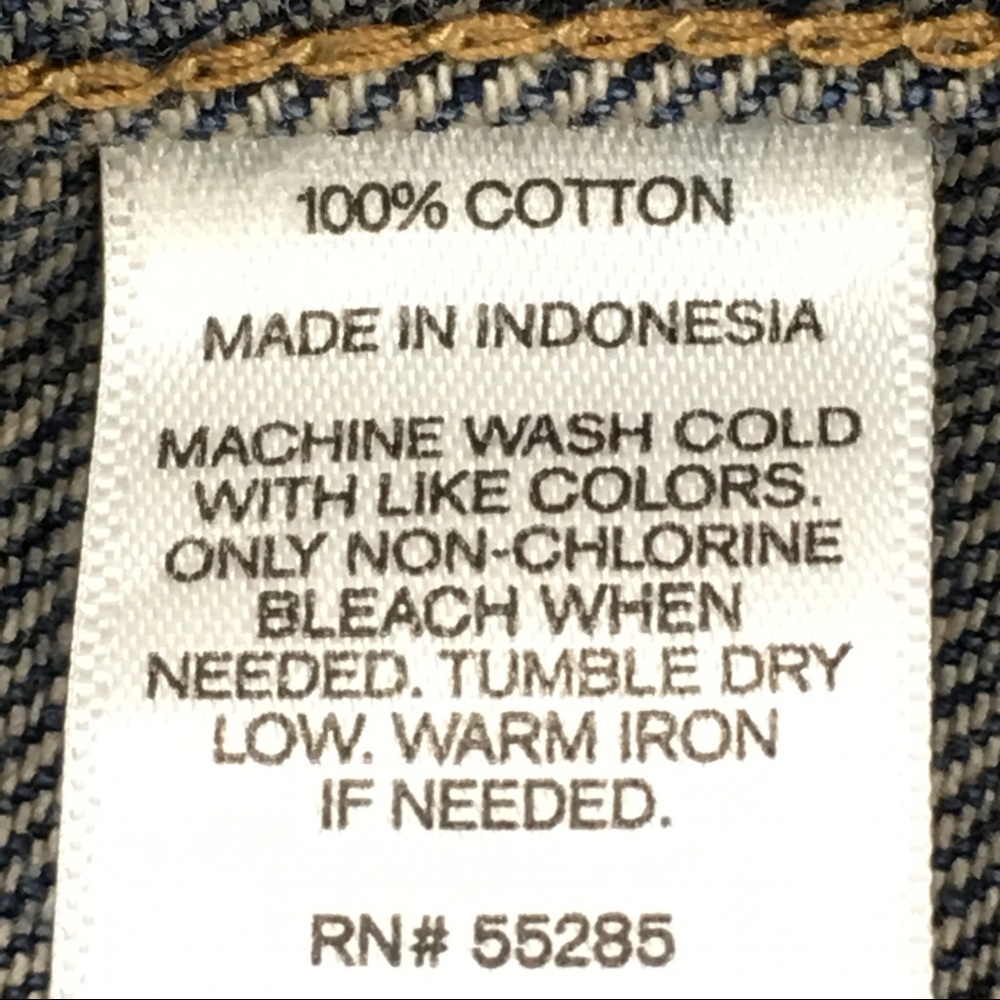 100% COTTON
MADE IN INDONESIA
MACHINE WASH COLD
WITH LIKE COLORS.
ONLY NON-CHLORINE
BLEACH WHEN
NEEDED. TUMBLE DRY
LOW. WARM IRON
IF NEEDED.
RN# 55285